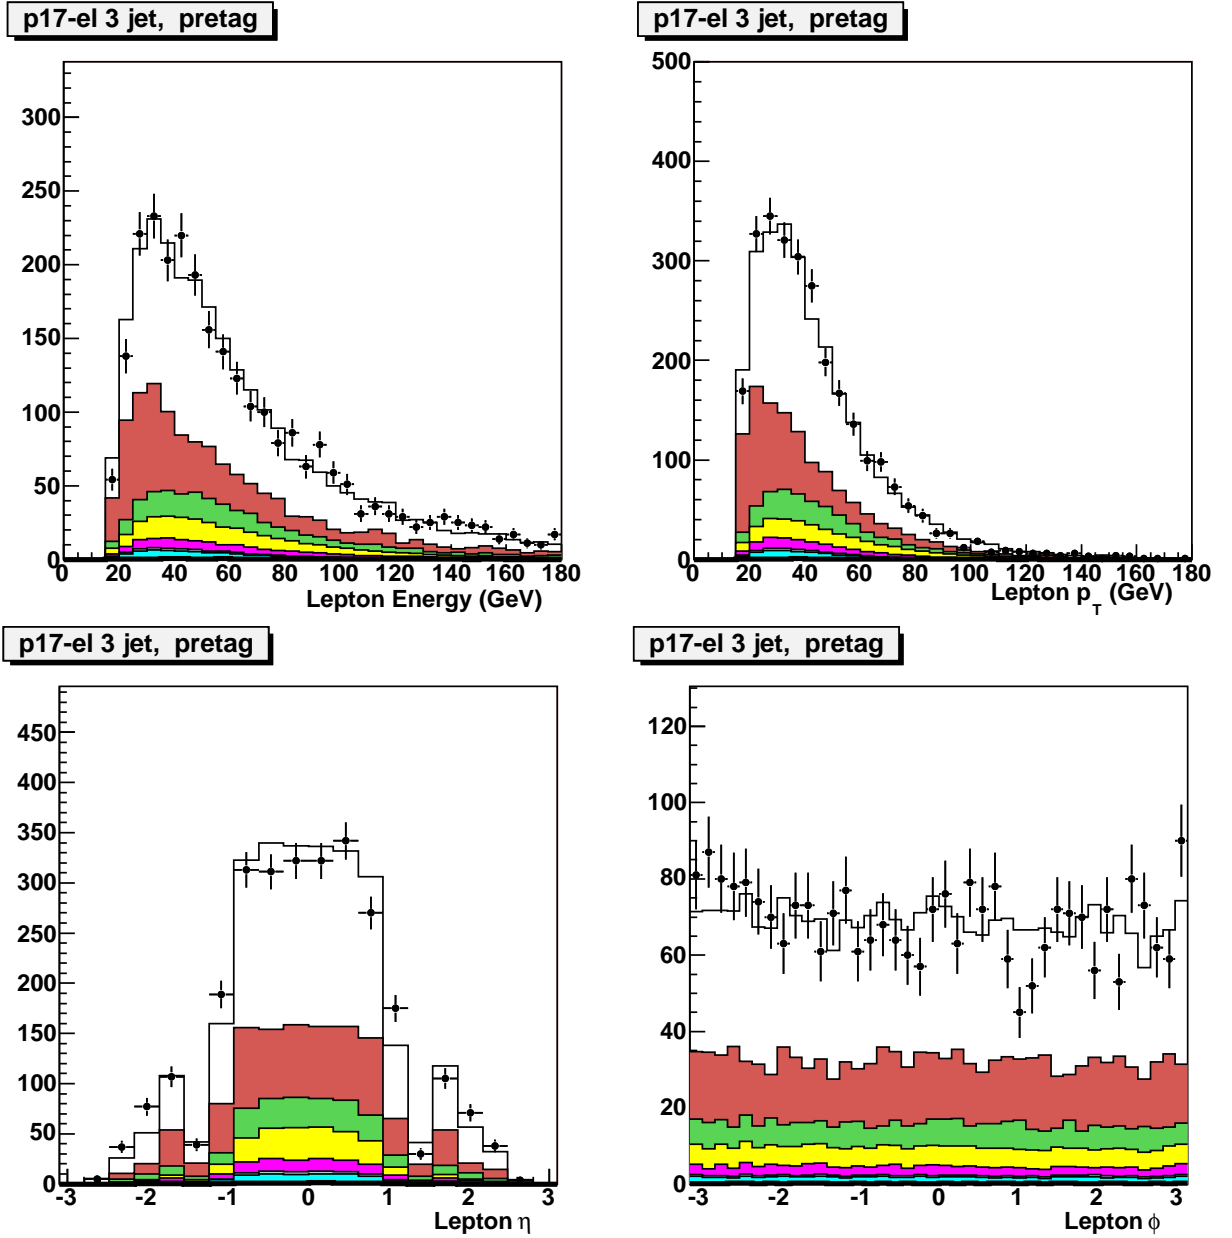 p17-el 3 jet, pretag
300
250
200
150
100
50
0
0 20 40 60 80 100 120 140 160 180
Lepton Energy (GeV)
p17-el 3 jet, pretag
500
400
300
200
100
0
0 20 40 60 80 100 120 140 160 180
Lepton pT (GeV)
p17-el 3 jet, pretag
450
400
350
300
250
200
150
100
50
0
-3 -2 -1 0 1 2 3
Lepton η
p17-el 3 jet, pretag
120
100
80
60
40
20
0
-3 -2 -1 0 1 2 3
Lepton ϕ